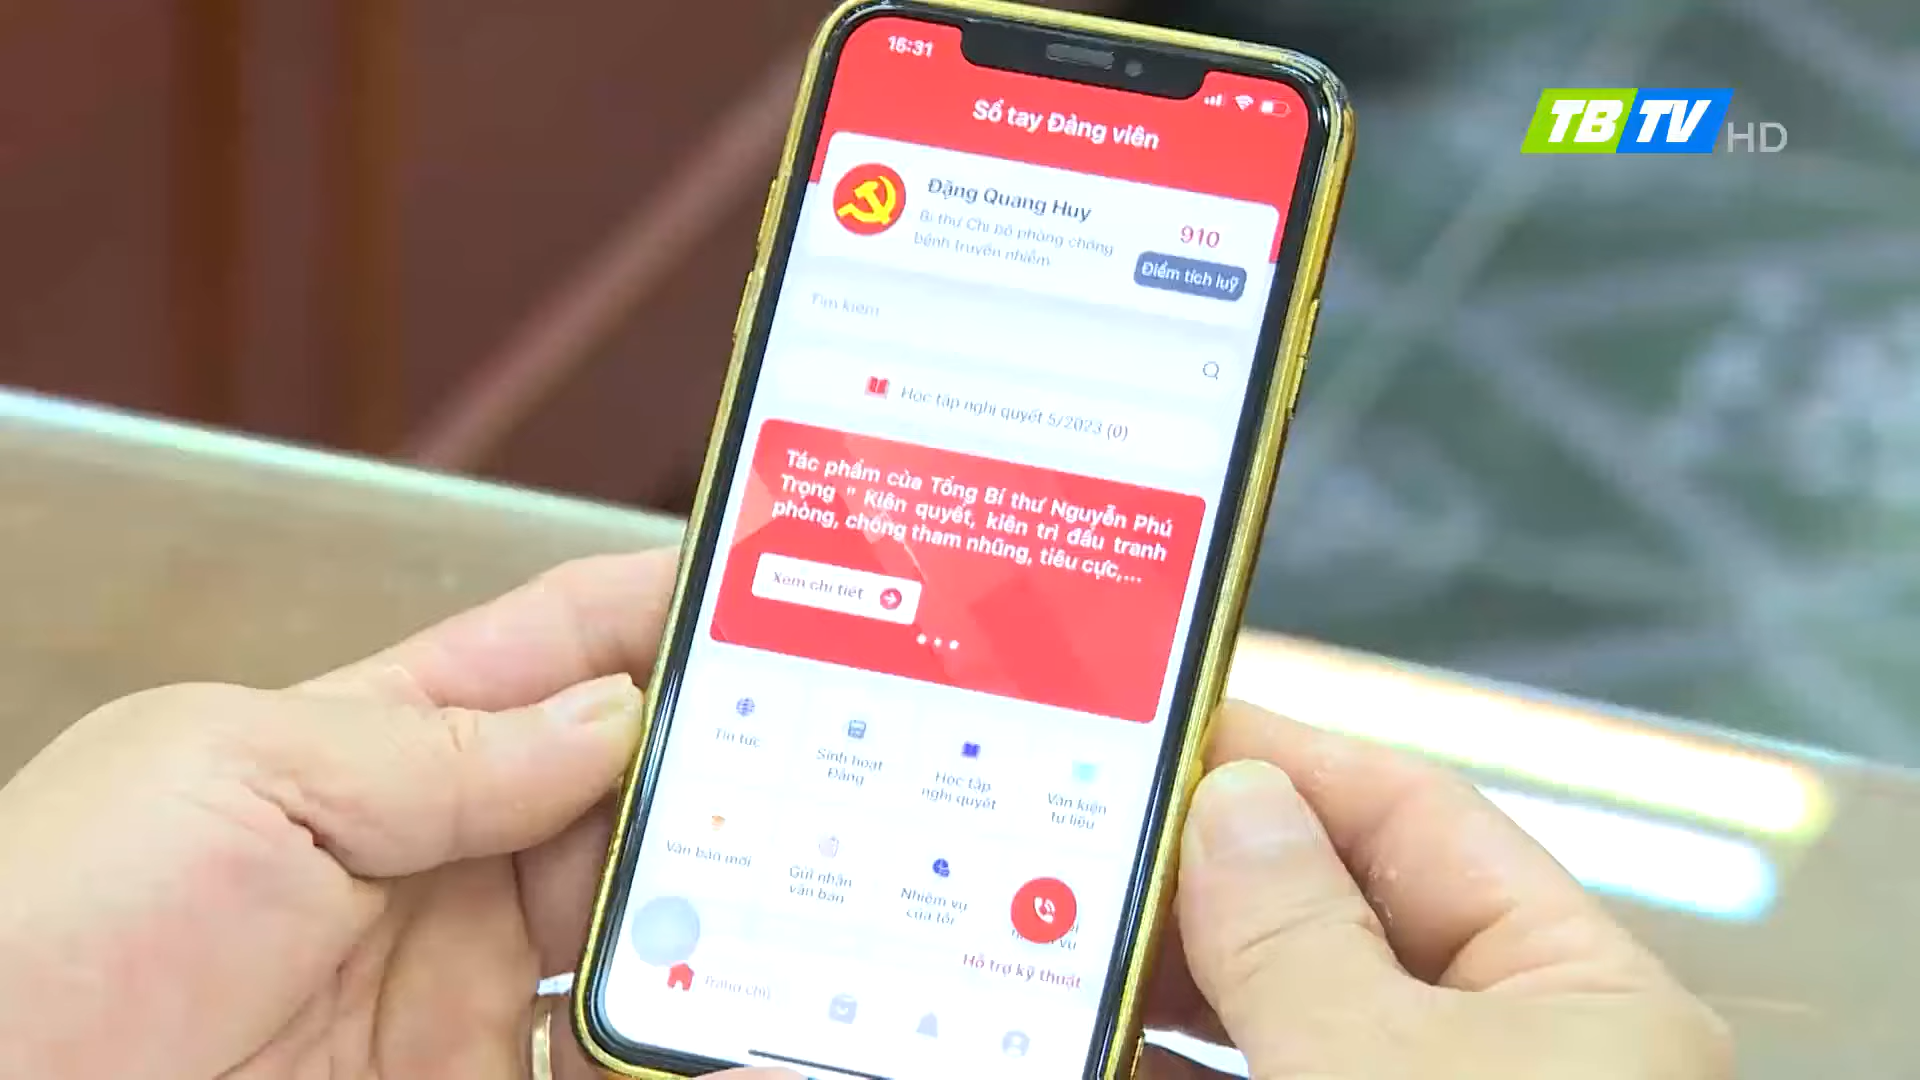 TBTV HD
15:31
Sổ tay Đảng viên
Đặng Quang Huy
Bí thư Chi bộ phòng chống
bệnh truyền nhiễm
910
Điểm tích luỹ
Tìm kiếm
Học tập nghị quyết 5/2023 (0)
Tác phẩm của Tổng Bí thư Nguyễn Phú
Trọng " Kiên quyết, kiên trì đấu tranh
phòng, chống tham nhũng, tiêu cực,...
Xem chi tiết
Tin tức
Sinh hoạt
Đảng
Học tập
nghị quyết
Văn kiện
tư liệu
Văn bản mới
Gửi nhận
văn bản
Nhiệm vụ
của tôi
vụ
Hỗ trợ kỹ thuật
Trang chủ